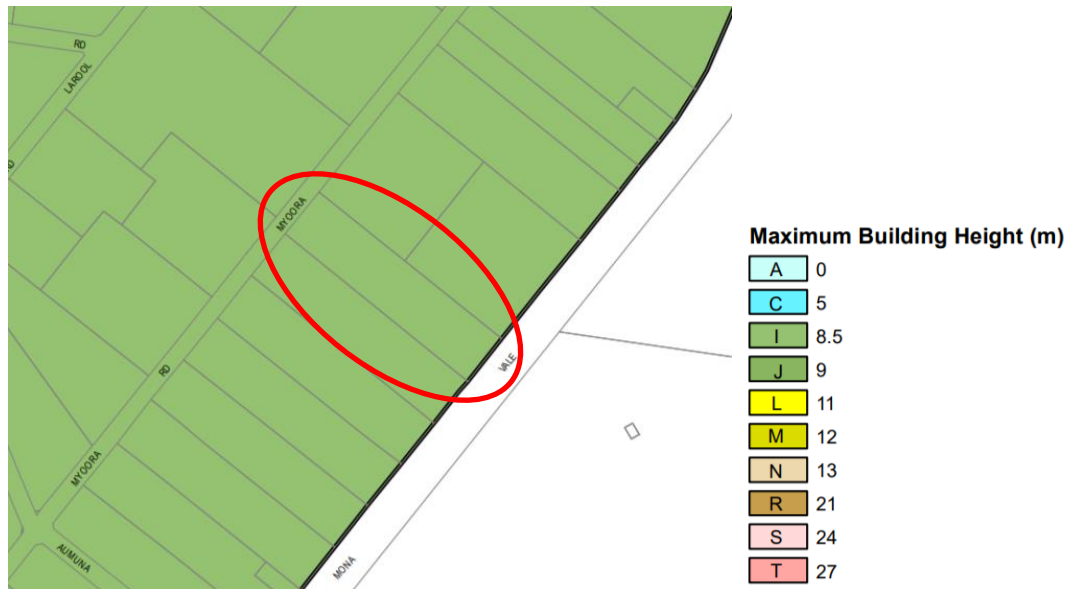 RD
LAROOL
RD
MYOORA
RD
MYOORA
AUMUNA
VALE
MONA
Maximum Building Height (m)
A 0
C 5
I 8.5
J 9
L 11
M 12
N 13
R 21
S 24
T 27